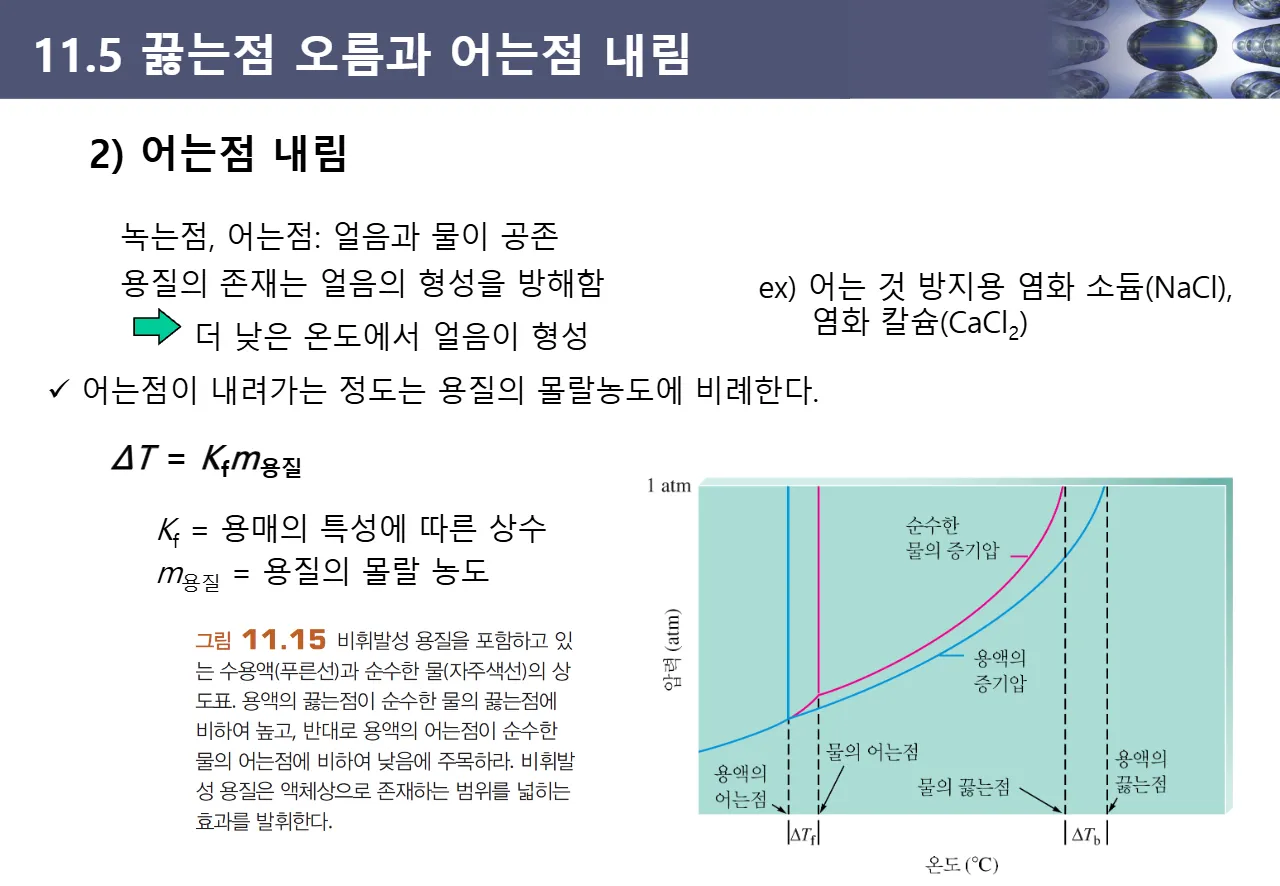 11.5 끓는점 오름과 어는점 내림
2) 어는점 내림
녹는점, 어는점: 얼음과 물이 공존
용질의 존재는 얼음의 형성을 방해함
더 낮은 온도에서 얼음이 형성
ex) 어는 것 방지용 염화 소듐(NaCl),
염화 칼슘(CaCl₂)
✓ 어는점이 내려가는 정도는 용질의 몰랄농도에 비례한다.
ΔT = Kfm용질
Kf = 용매의 특성에 따른 상수
m용질 = 용질의 몰랄 농도
그림 11.15 비휘발성 용질을 포함하고 있
는 수용액(푸른선)과 순수한 물(자주색선)의 상
도표. 용액의 끓는점이 순수한 물의 끓는점에
비하여 높고, 반대로 용액의 어는점이 순수한
물의 어는점에 비하여 낮음에 주목하라. 비휘발
성 용질은 액체상으로 존재하는 범위를 넓히는
효과를 발휘한다.
1 atm
압력 (atm)
순수한
물의 증기압
용액의
증기압
용액의
어는점
물의 어는점
물의 끓는점
용액의
끓는점
ΔTf
ΔTb
온도 (°C)